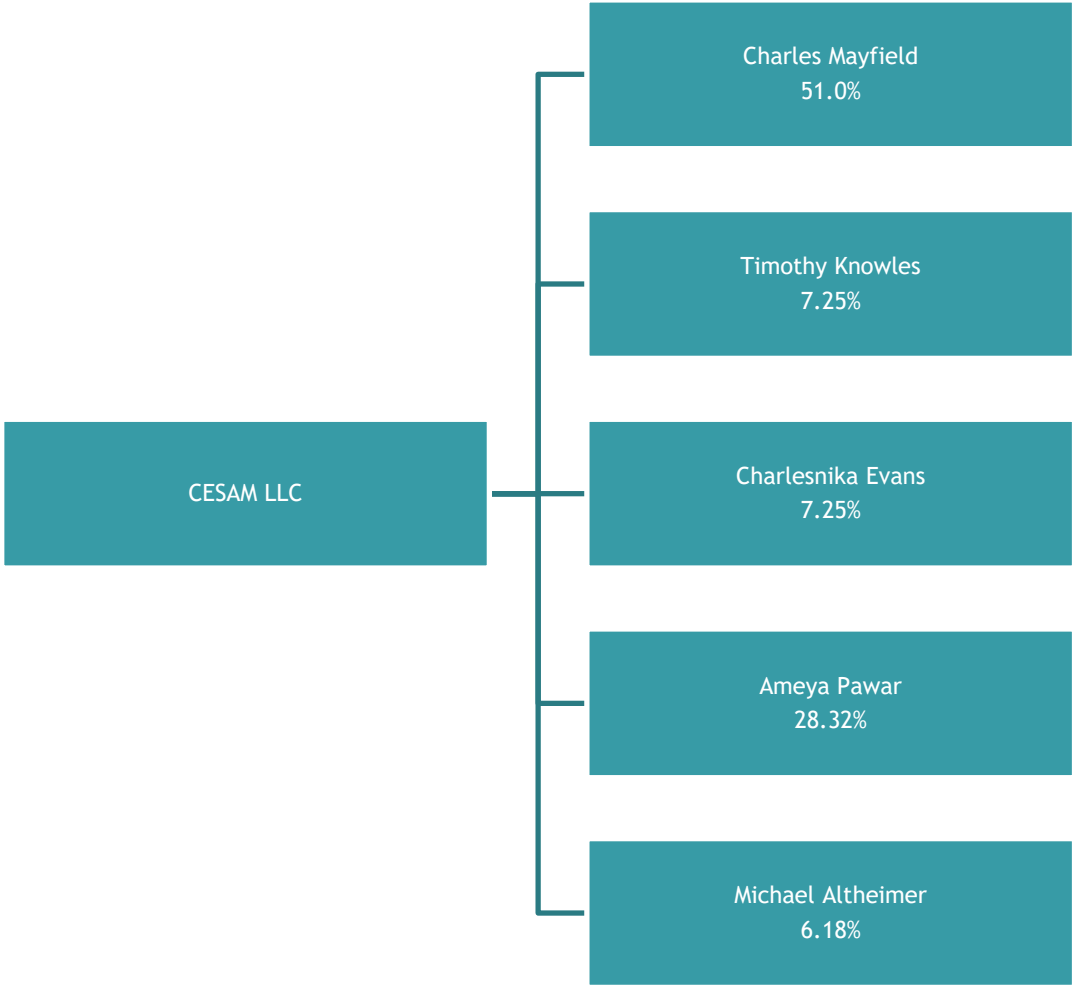 Charles Mayfield
51.0%
Timothy Knowles
7.25%
CESAM LLC
Charlesnika Evans
7.25%
Ameya Pawar
28.32%
Michael Altheimer
6.18%